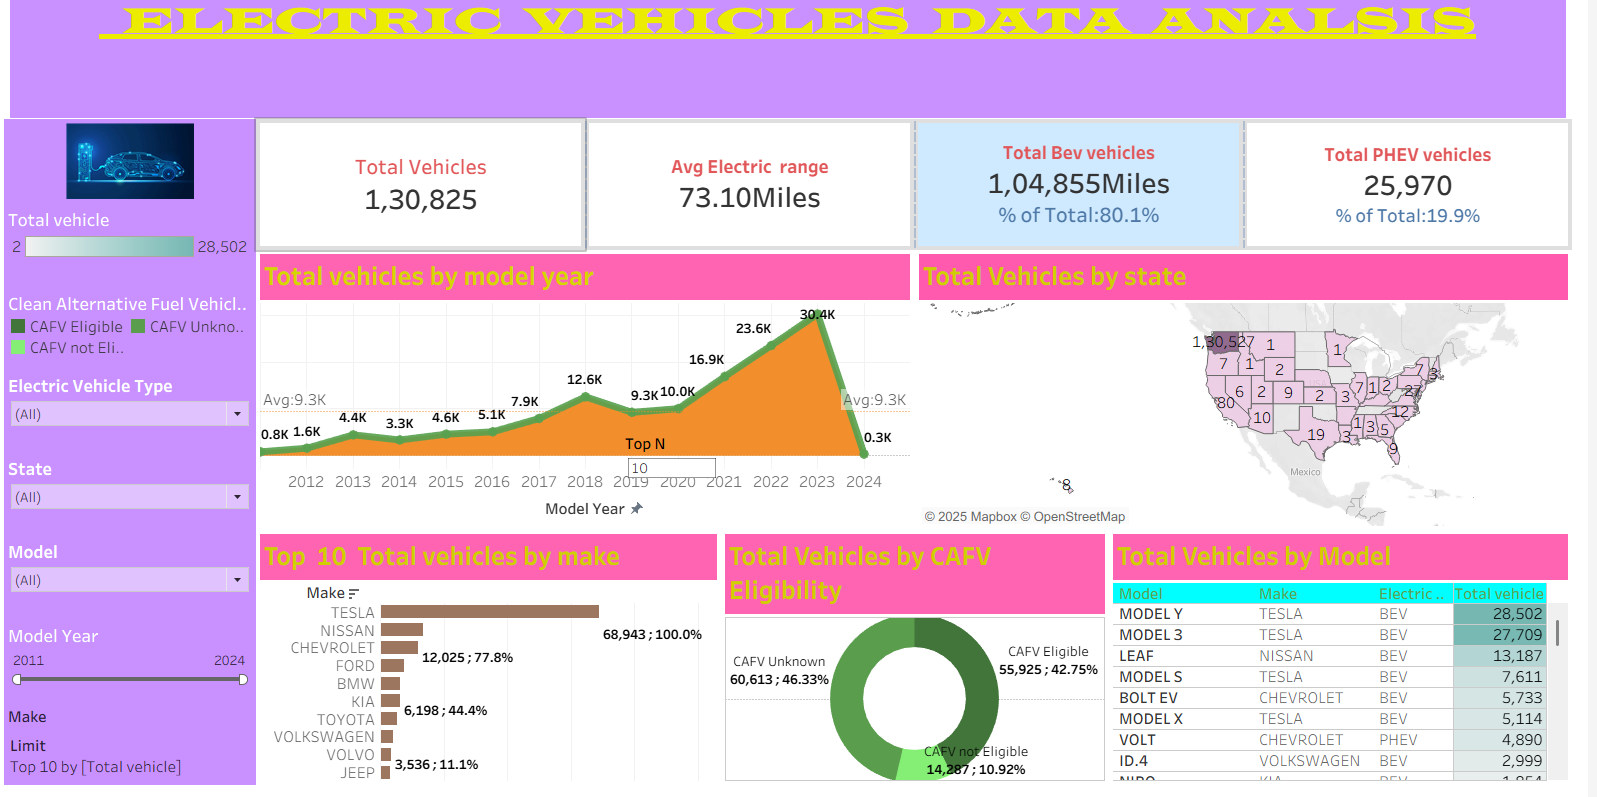 ELECTRIC VEHICLES DATA ANALSIS
Total vehicle
2 28,502
Clean Alternative Fuel Vehicl..
CAFV Eligible CAFV Unkno..
CAFV not Eli..
Electric Vehicle Type
(All)
State
(All)
Model
(All)
Model Year
2011 2024
Make
Limit
Top 10 by [Total vehicle]
Total Vehicles
1,30,825
Avg Electric range
73.10Miles
Total Bev vehicles
1,04,855Miles
% of Total:80.1%
Total PHEV vehicles
25,970
% of Total:19.9%
Total vehicles by model year
30.4K
23.6K
16.9K
12.6K
9.3K 10.0K
7.9K
Avg:9.3K Avg:9.3K
4.4K 3.3K 4.6K 5.1K
0.8K 1.6K 0.3K
Top N
10
2012 2013 2014 2015 2016 2017 2018 2019 2020 2021 2022 2023 2024
Model Year
Total Vehicles by state
1,30,527 1 1
7 1 2 7 3
6 2 9 2 3 7 1 2 27
80 10 12
19 3 1 3 5
9
8
Mexico
© 2025 Mapbox © OpenStreetMap
Top 10 Total vehicles by make
Make
TESLA
NISSAN 68,943 ; 100.0%
CHEVROLET
12,025 ; 77.8%
FORD
BMW
KIA
6,198 ; 44.4%
TOYOTA
VOLKSWAGEN
VOLVO
3,536 ; 11.1%
JEEP
Total Vehicles by CAFV
Eligibility
CAFV Unknown
60,613 ; 46.33%
CAFV Eligible
55,925 ; 42.75%
CAFV not Eligible
14,287 ; 10.92%
Total Vehicles by Model
Model Make Electric .. Total vehicle
MODEL Y TESLA BEV 28,502
MODEL 3 TESLA BEV 27,709
LEAF NISSAN BEV 13,187
MODEL S TESLA BEV 7,611
BOLT EV CHEVROLET BEV 5,733
MODEL X TESLA BEV 5,114
VOLT CHEVROLET PHEV 4,890
ID.4 VOLKSWAGEN BEV 2,999